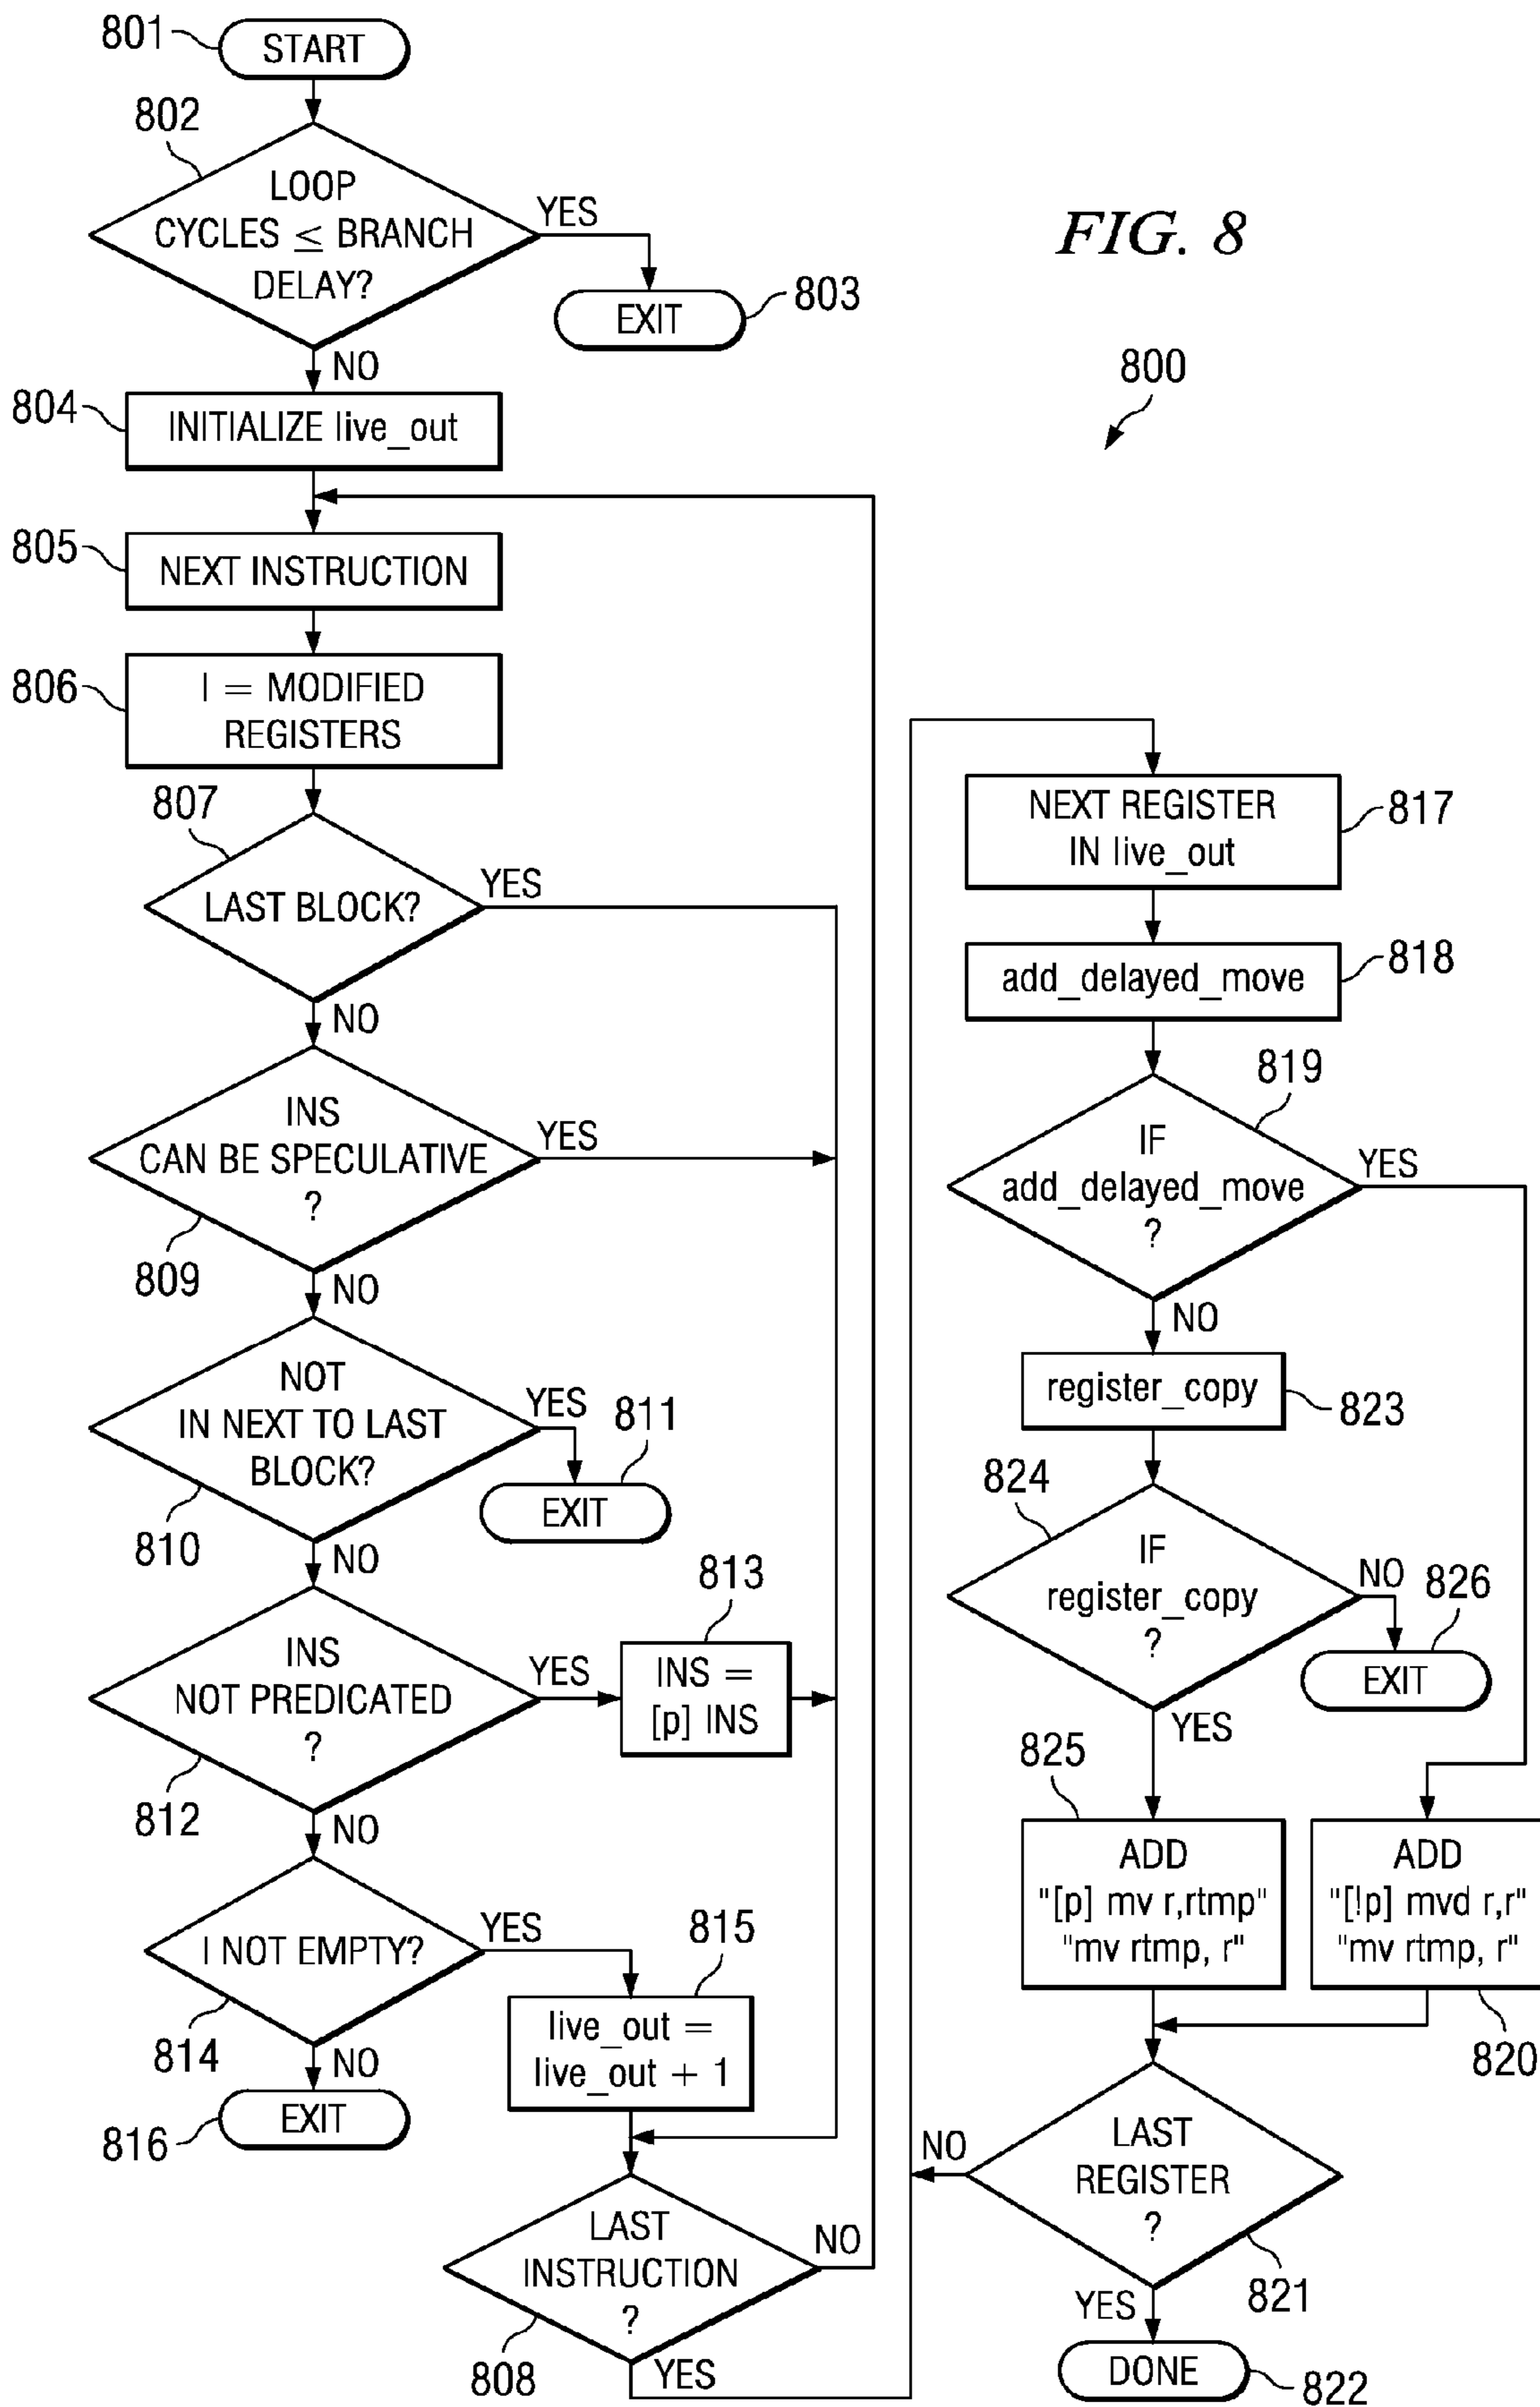 801
START
802
LOOP
CYCLES ≤ BRANCH
DELAY?
YES
EXIT
803
NO
FIG. 8
800
804
INITIALIZE live_out
805
NEXT INSTRUCTION
806
I = MODIFIED
REGISTERS
807
LAST BLOCK?
YES
NO
INS
CAN BE SPECULATIVE
?
YES
809
NO
NOT
IN NEXT TO LAST
BLOCK?
YES
811
EXIT
810
NO
INS
NOT PREDICATED
?
YES
813
INS =
[p] INS
812
NO
I NOT EMPTY?
YES
815
live_out =
live_out + 1
814
NO
EXIT
816
LAST
INSTRUCTION
?
NO
808
YES
NEXT REGISTER
IN live_out
817
add_delayed_move
818
819
IF
add_delayed_move
?
YES
NO
register_copy
823
824
IF
register_copy
?
NO
826
EXIT
YES
825
ADD
"[p] mv r,rtmp"
"mv rtmp, r"
ADD
"[!p] mvd r,r"
"mv rtmp, r"
820
LAST
REGISTER
?
NO
821
YES
DONE
822